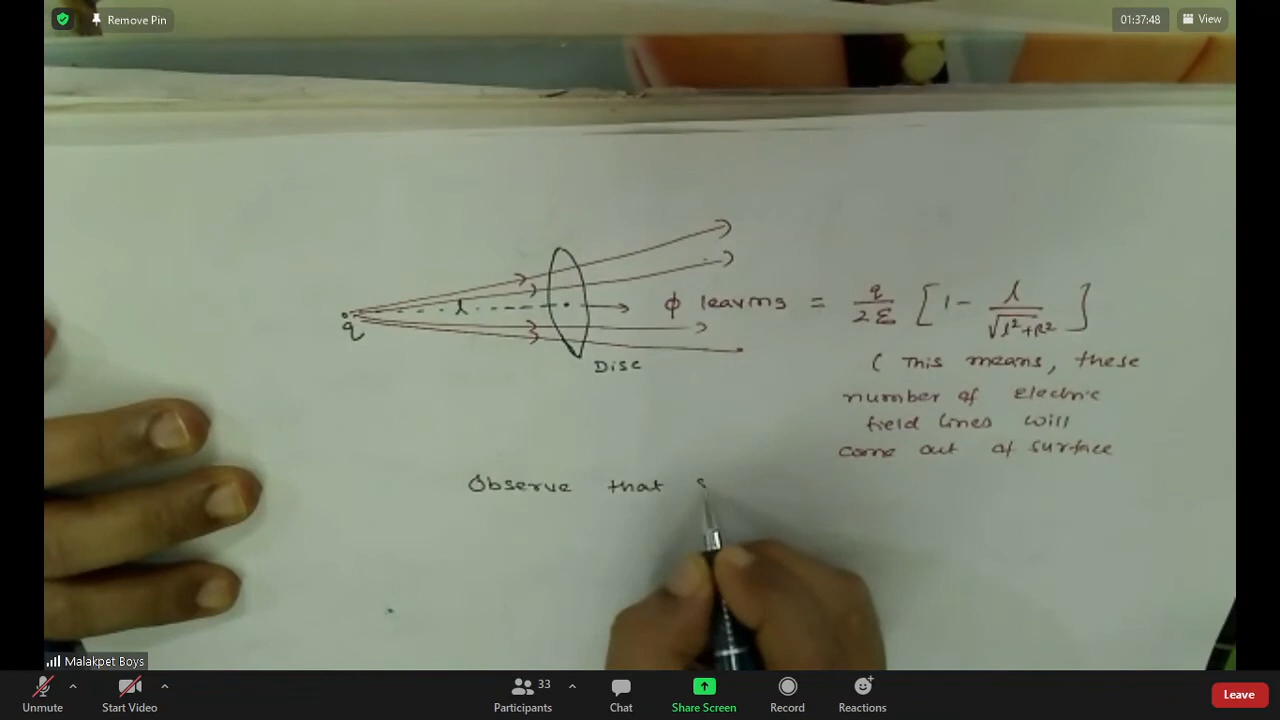 Remove Pin
01:37:48
View
l
q
Disc
ϕ leaving = q/2ε [1 - l/√l²+R²]
( This means, these
number of Electric
field lines will
come out of surface
Observe that
Malakpet Boys
Unmute
Start Video
Participants
33
Chat
Share Screen
Record
Reactions
Leave